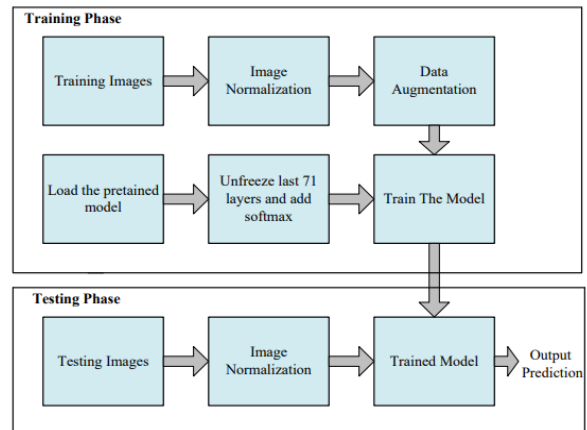 Training Phase
Training Images
Image
Normalization
Data
Augmentation
Load the pretained
model
Unfreeze last 71
layers and add
softmax
Train The Model
Testing Phase
Testing Images
Image
Normalization
Trained Model
Output
Prediction